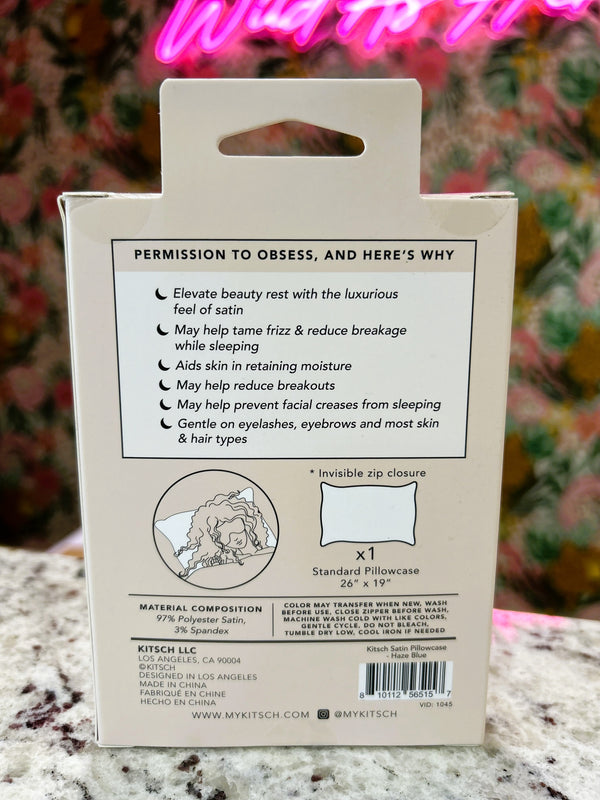 Wild At Heart
PERMISSION TO OBSESS, AND HERE'S WHY
Elevate beauty rest with the luxurious
feel of satin
May help tame frizz & reduce breakage
while sleeping
Aids skin in retaining moisture
May help reduce breakouts
May help prevent facial creases from sleeping
Gentle on eyelashes, eyebrows and most skin
& hair types
* Invisible zip closure
x1
Standard Pillowcase
26" x 19"
MATERIAL COMPOSITION
97% Polyester Satin,
3% Spandex
COLOR MAY TRANSFER WHEN NEW, WASH
BEFORE USE, CLOSE ZIPPER BEFORE WASH,
MACHINE WASH COLD WITH LIKE COLORS,
GENTLE CYCLE, DO NOT BLEACH,
TUMBLE DRY LOW, COOL IRON IF NEEDED
KITSCH LLC
LOS ANGELES, CA 90004
©KITSCH
DESIGNED IN LOS ANGELES
MADE IN CHINA
FABRIQUÉ EN CHINE
HECHO EN CHINA
Kitsch Satin Pillowcase
- Haze Blue
8 10112 56515 7
VID: 1045
WWW.MYKITSCH.COM @MYKITSCH